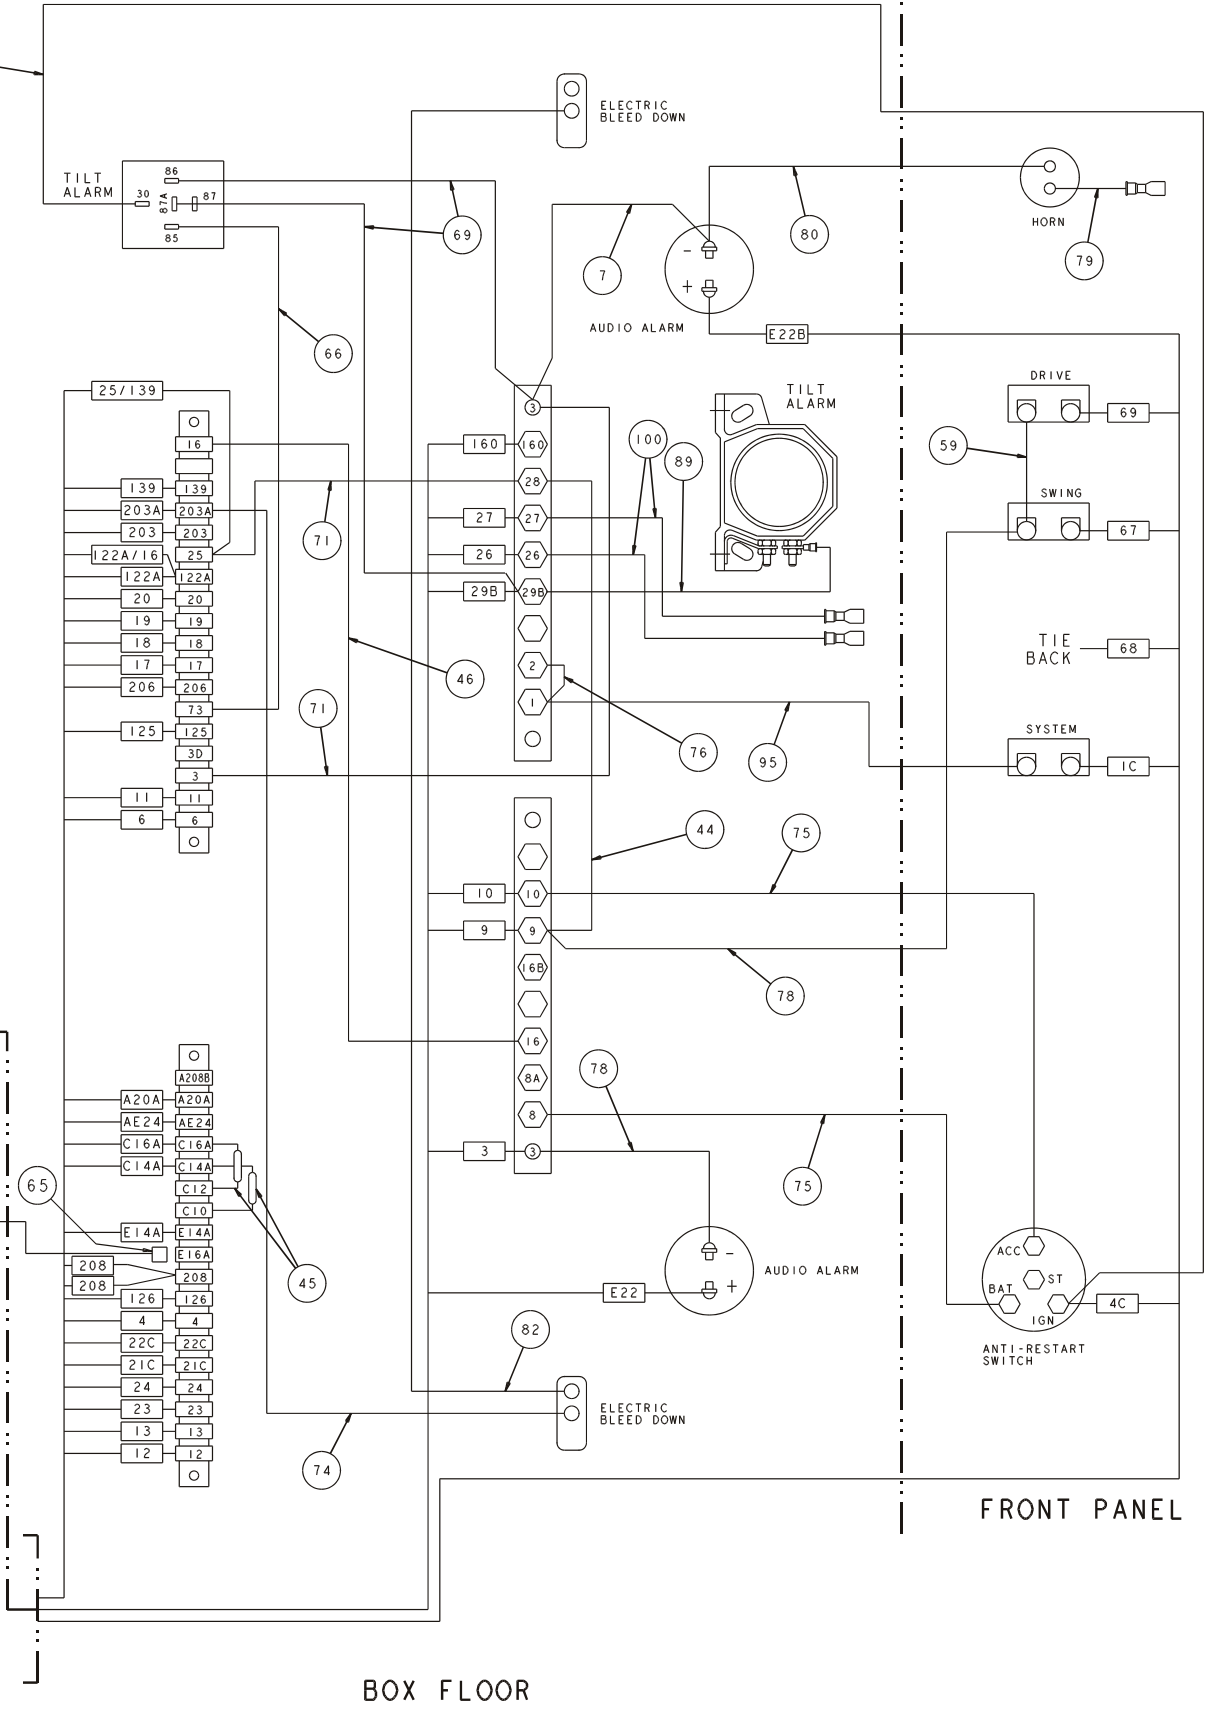 ELECTRIC
BLEED DOWN
TILT
ALARM
86
30
87A
87
85
69
7
80
HORN
79
-
+
AUDIO ALARM
E22B
66
25/139
16
139 139
203A 203A
203 203
122A/16 25
122A 122A
20 20
19 19
18 18
17 17
206 206
73
125 125
3D
3
11 11
6 6
71
46
71
3
160 160
28
27 27
26 26
29B 29B
2
1
76
95
100
89
TILT
ALARM
DRIVE
69
59
SWING
67
TIE
BACK
68
SYSTEM
1C
44
75
10 10
9 9
16B
16
8A
8
3 3
78
78
75
A208B
A20A A20A
AE24 AE24
C16A C16A
C14A C14A
C12
C10
E14A E14A
E16A
208
208
208
126 126
4 4
22C 22C
21C 21C
24 24
23 23
13 13
12 12
65
45
-
+
AUDIO ALARM
E22
82
ELECTRIC
BLEED DOWN
74
ACC
ST
BAT
IGN
4C
ANTI-RESTART
SWITCH
FRONT PANEL
BOX FLOOR